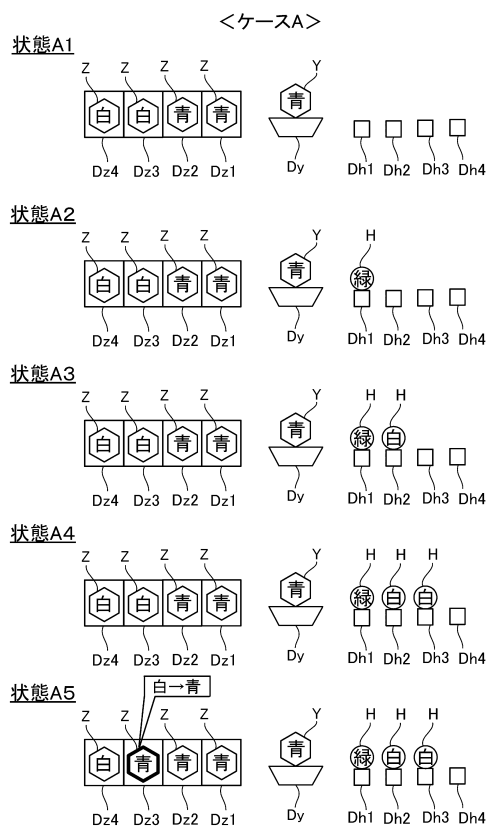 ＜ケースA＞
状態A1
Z Z Z Z Y
白 白 青 青 青
Dz4 Dz3 Dz2 Dz1 Dy Dh1 Dh2 Dh3 Dh4
状態A2
Z Z Z Z Y H
白 白 青 青 青 緑
Dz4 Dz3 Dz2 Dz1 Dy Dh1 Dh2 Dh3 Dh4
状態A3
Z Z Z Z Y H H
白 白 青 青 青 緑 白
Dz4 Dz3 Dz2 Dz1 Dy Dh1 Dh2 Dh3 Dh4
状態A4
Z Z Z Z Y H H H
白 白 青 青 青 緑 白 白
Dz4 Dz3 Dz2 Dz1 Dy Dh1 Dh2 Dh3 Dh4
状態A5
白→青
Z Z Z Z Y H H H
白 青 青 青 青 緑 白 白
Dz4 Dz3 Dz2 Dz1 Dy Dh1 Dh2 Dh3 Dh4